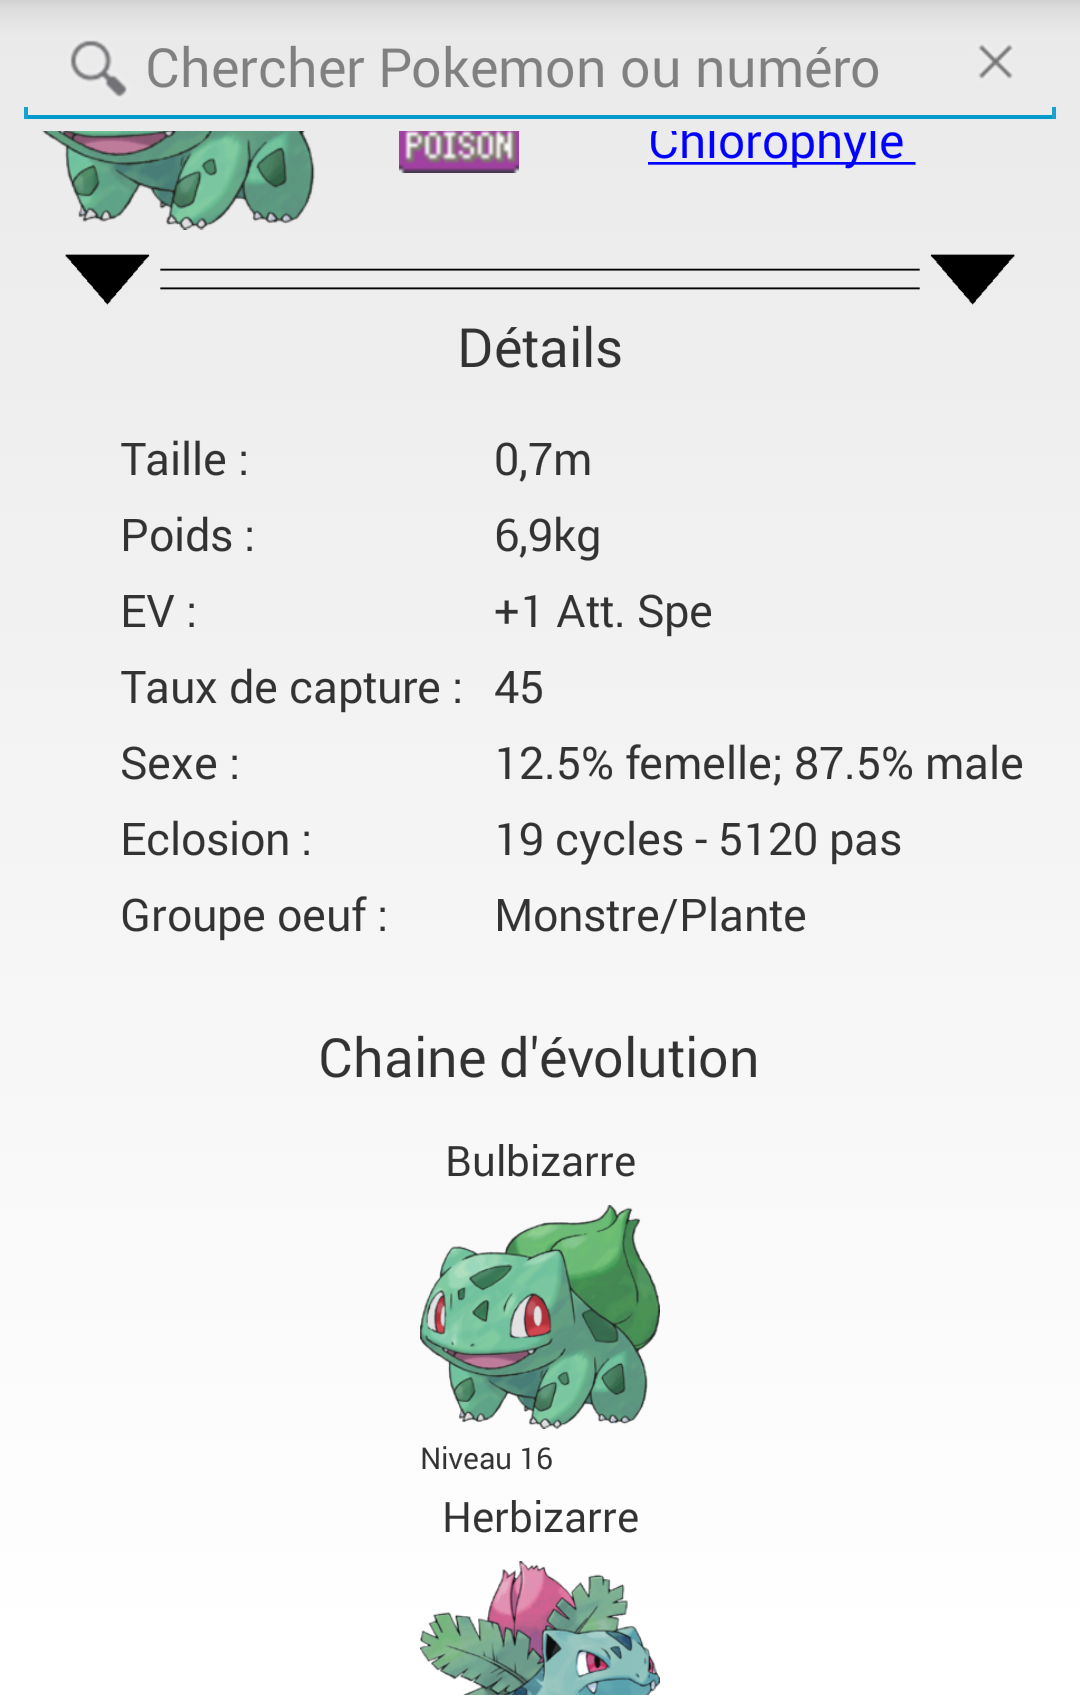 Chercher Pokemon ou numéro
POISON Chlorophyle
Détails
Taille : 0,7m
Poids : 6,9kg
EV : +1 Att. Spe
Taux de capture : 45
Sexe : 12.5% femelle; 87.5% male
Eclosion : 19 cycles - 5120 pas
Groupe oeuf : Monstre/Plante
Chaine d'évolution
Bulbizarre
Niveau 16
Herbizarre